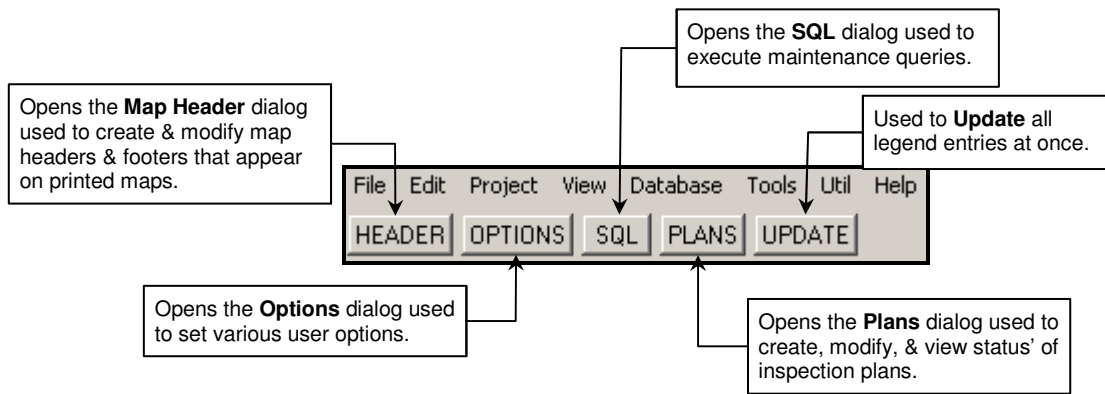 Opens the SQL dialog used to
execute maintenance queries.
Opens the Map Header dialog
used to create & modify map
headers & footers that appear
on printed maps.
Used to Update all
legend entries at once.
File Edit Project View Database Tools Util Help
HEADER OPTIONS SQL PLANS UPDATE
Opens the Options dialog used
to set various user options.
Opens the Plans dialog used to
create, modify, & view status’ of
inspection plans.